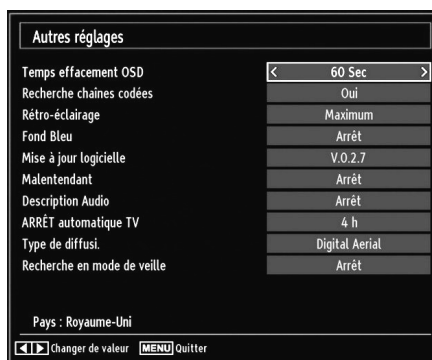 Autres réglages
Temps effacement OSD < 60 Sec >
Recherche chaînes codées Oui
Rétro-éclairage Maximum
Fond Bleu Arrêt
Mise à jour logicielle V.0.2.7
Malentendant Arrêt
Description Audio Arrêt
ARRÊT automatique TV 4 h
Type de diffusi. Digital Aerial
Recherche en mode de veille Arrêt
Pays : Royaume-Uni
Changer de valeur MENU Quitter